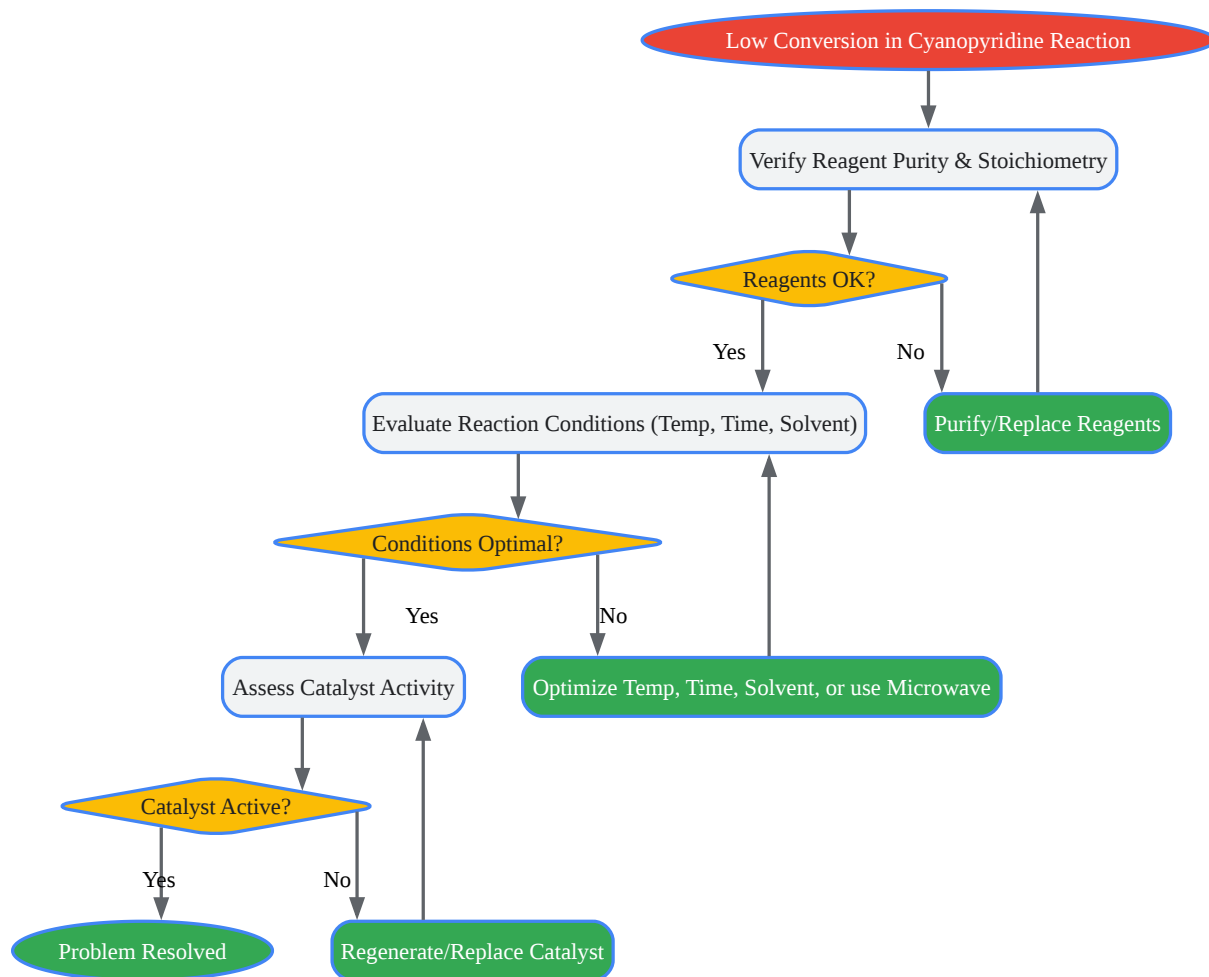 Low Conversion in Cyanopyridine Reaction
Verify Reagent Purity & Stoichiometry
Reagents OK?
Yes
No
Evaluate Reaction Conditions (Temp, Time, Solvent)
Purify/Replace Reagents
Conditions Optimal?
Yes
No
Assess Catalyst Activity
Optimize Temp, Time, Solvent, or use Microwave
Catalyst Active?
Yes
No
Problem Resolved
Regenerate/Replace Catalyst